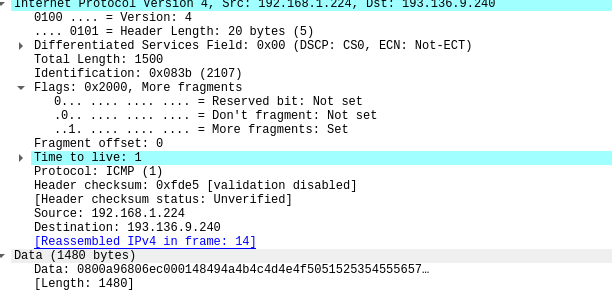 Internet Protocol Version 4, Src: 192.168.1.224, Dst: 193.136.9.240
0100 .... = Version: 4
.... 0101 = Header Length: 20 bytes (5)
Differentiated Services Field: 0x00 (DSCP: CS0, ECN: Not-ECT)
Total Length: 1500
Identification: 0x083b (2107)
Flags: 0x2000, More fragments
0... .... .... .... = Reserved bit: Not set
.0.. .... .... .... = Don't fragment: Not set
..1. .... .... .... = More fragments: Set
Fragment offset: 0
Time to live: 1
Protocol: ICMP (1)
Header checksum: 0xfde5 [validation disabled]
[Header checksum status: Unverified]
Source: 192.168.1.224
Destination: 193.136.9.240
[Reassembled IPv4 in frame: 14]
Data (1480 bytes)
Data: 0800a96806ec000148494a4b4c4d4e4f5051525354555657…
[Length: 1480]